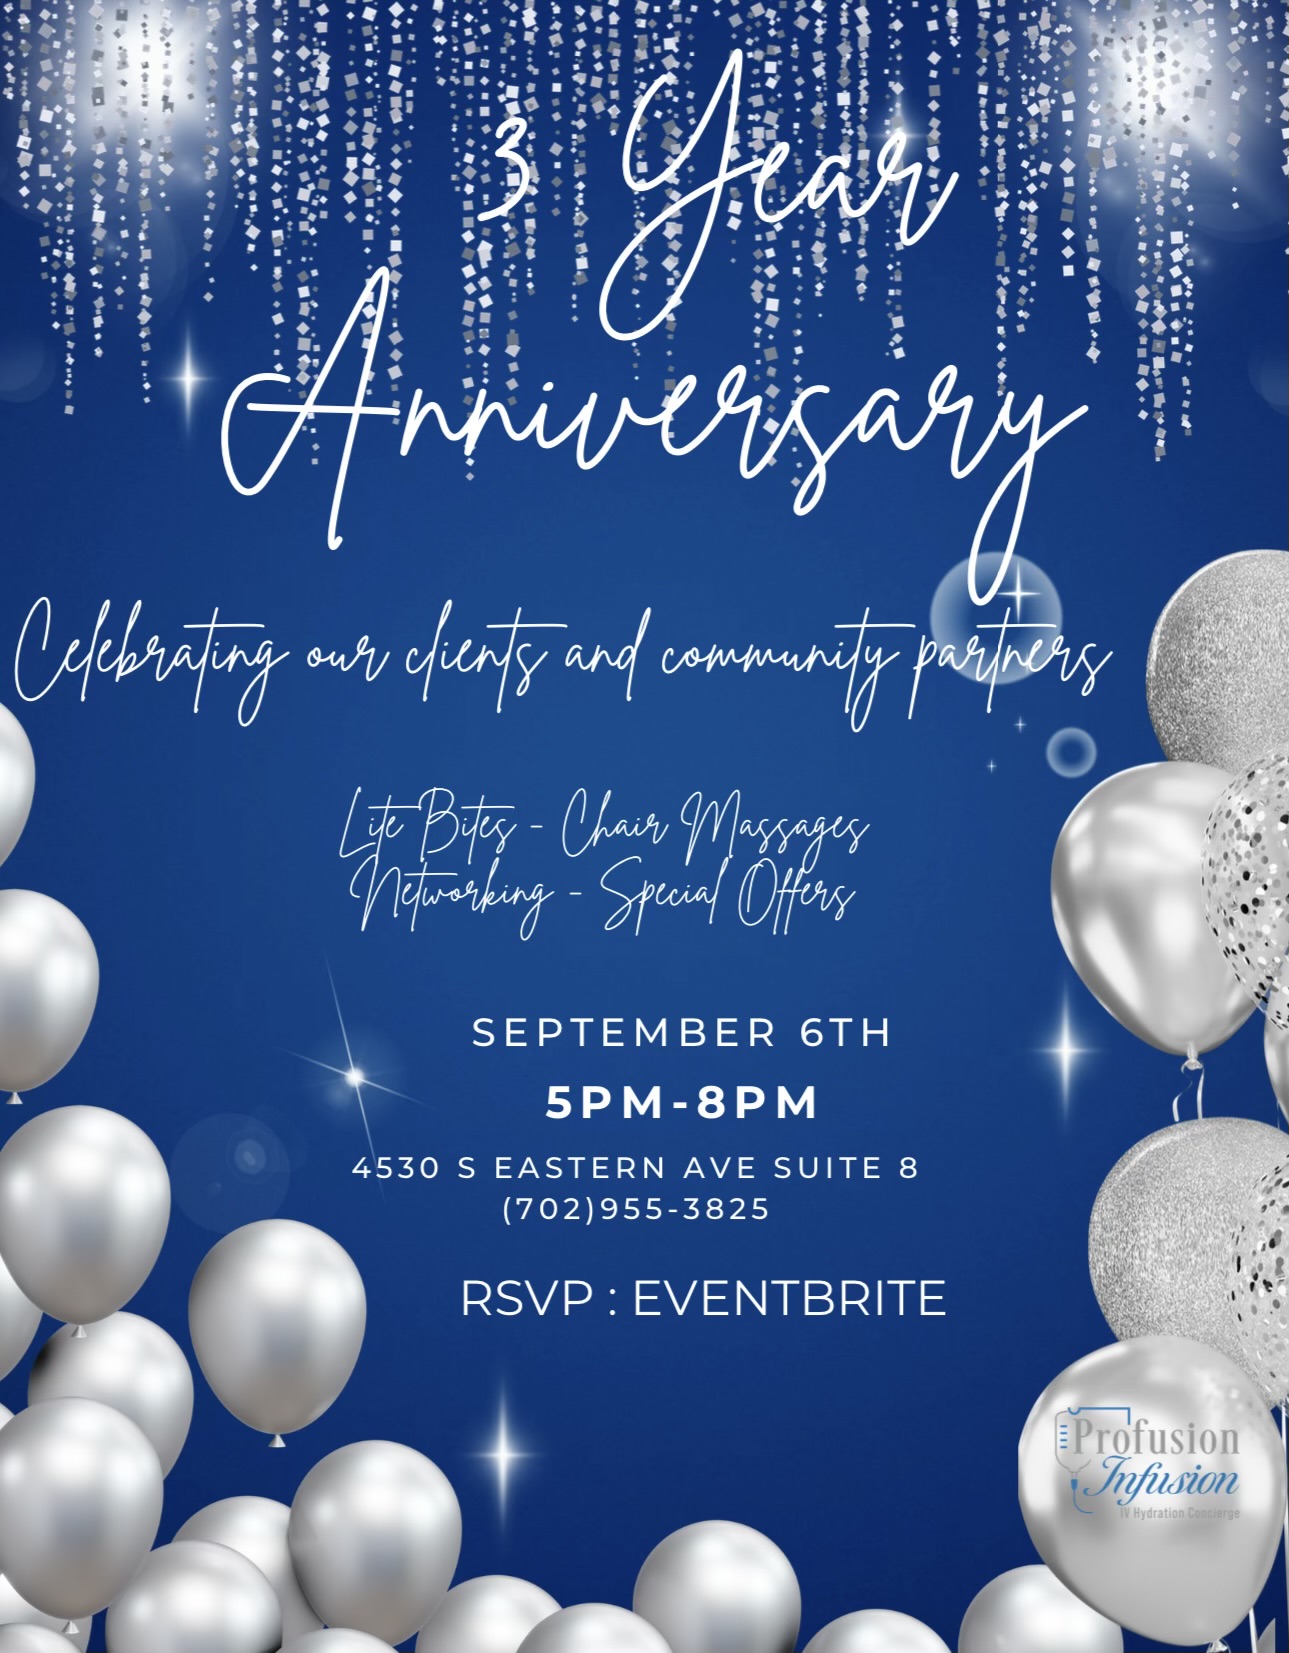 3 Year
Anniversary
Celebrating our clients and community partners
Lite Bites - Chair Massages
Networking - Special Offers
SEPTEMBER 6TH
5PM-8PM
4530 S EASTERN AVE SUITE 8
(702)955-3825
RSVP : EVENTBRITE
Profusion
Infusion
IV Hydration Concierge